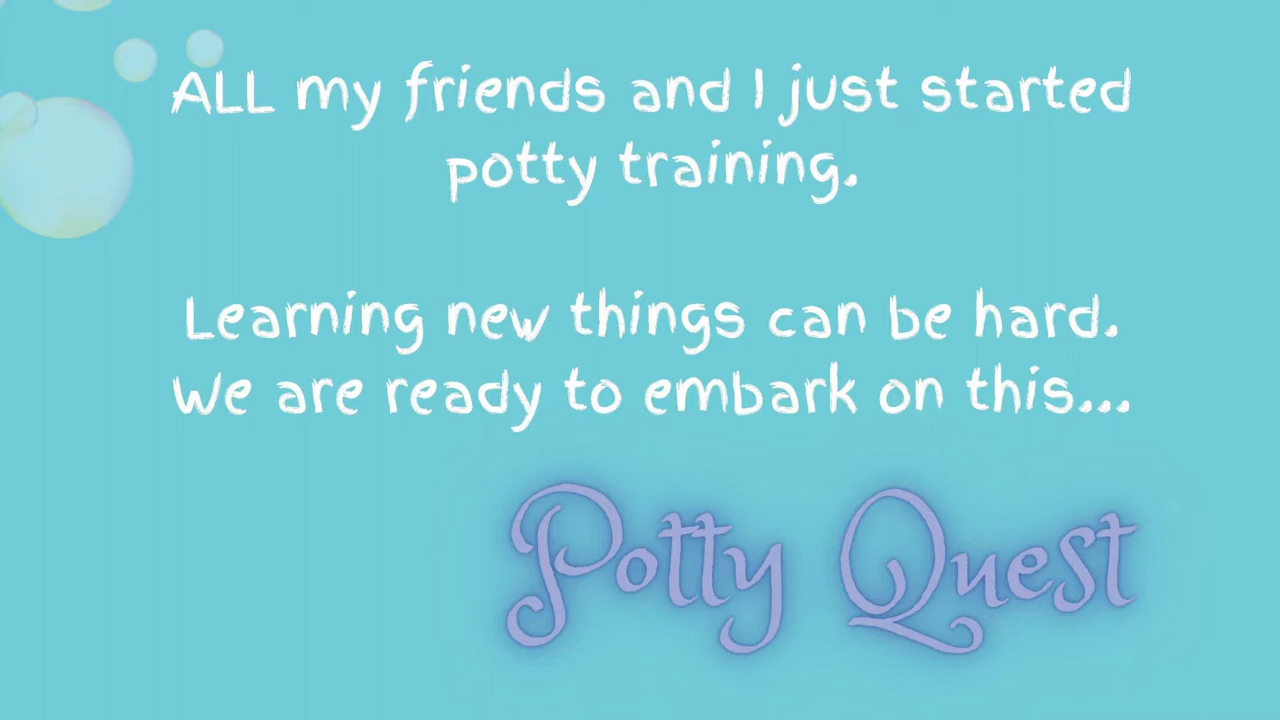 ALL my friends and I just started
potty training.
Learning new things can be hard.
We are ready to embark on this...
Potty Quest